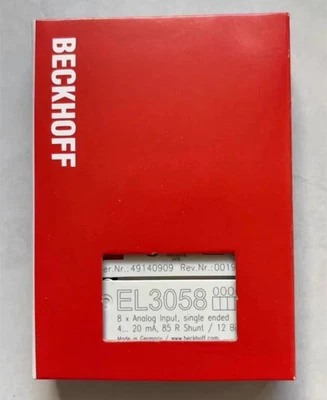 BECKHOFF
er.Nr.: 49140909 Rev.Nr.: 0019
EL3058
8 x Analog Input, single ended
4... 20 mA, 85 R Shunt / 12 Bi
Made in Germany / www.beckhoff.com